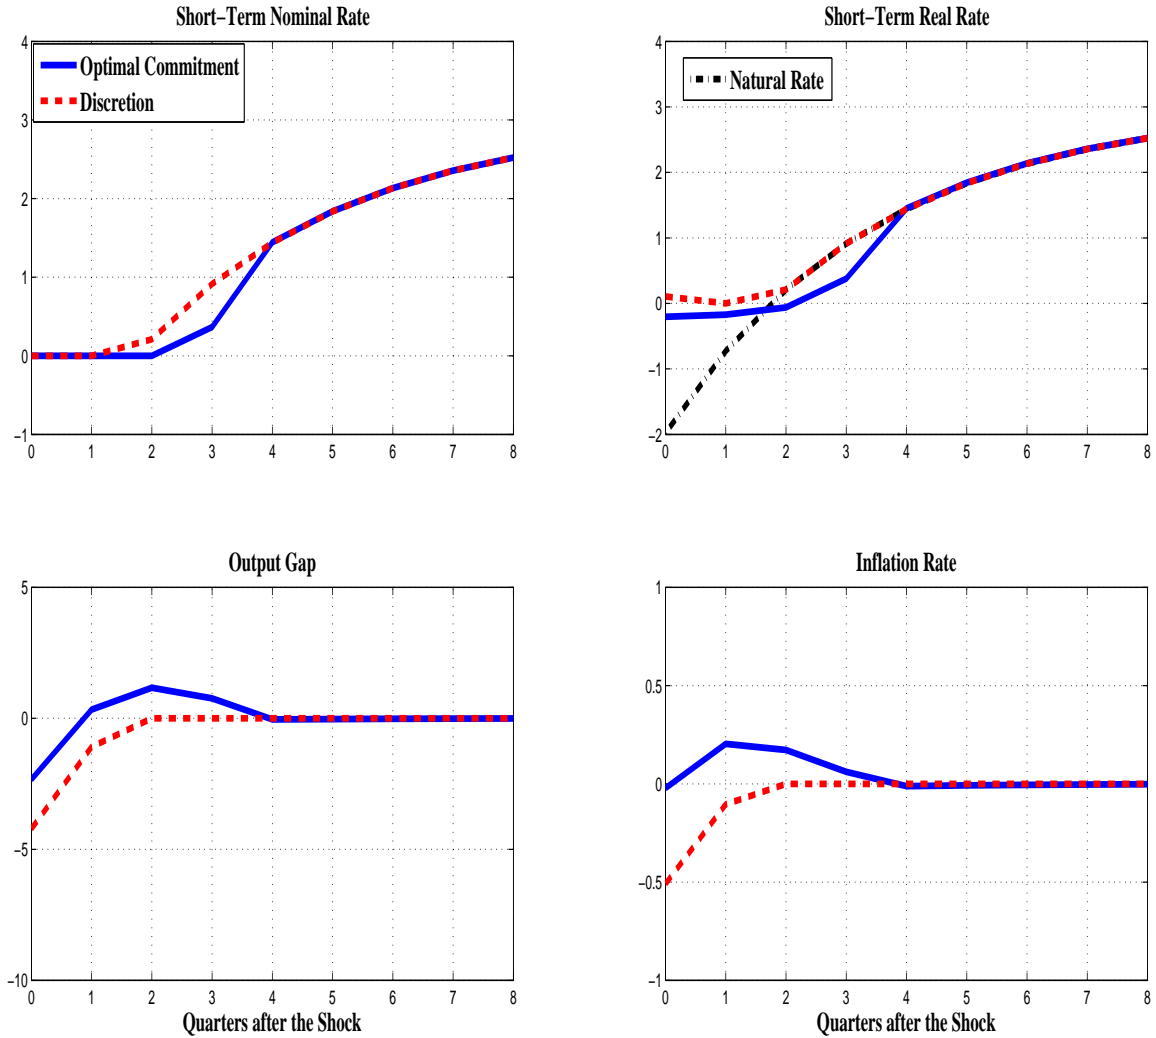 Short-Term Nominal Rate
Optimal Commitment
Discretion
4
3
2
1
0
-1
0 1 2 3 4 5 6 7 8
Short-Term Real Rate
Natural Rate
4
3
2
1
0
-1
-2
0 1 2 3 4 5 6 7 8
Output Gap
5
0
-5
-10
0 1 2 3 4 5 6 7 8
Quarters after the Shock
Inflation Rate
1
0.5
0
-0.5
-1
0 1 2 3 4 5 6 7 8
Quarters after the Shock